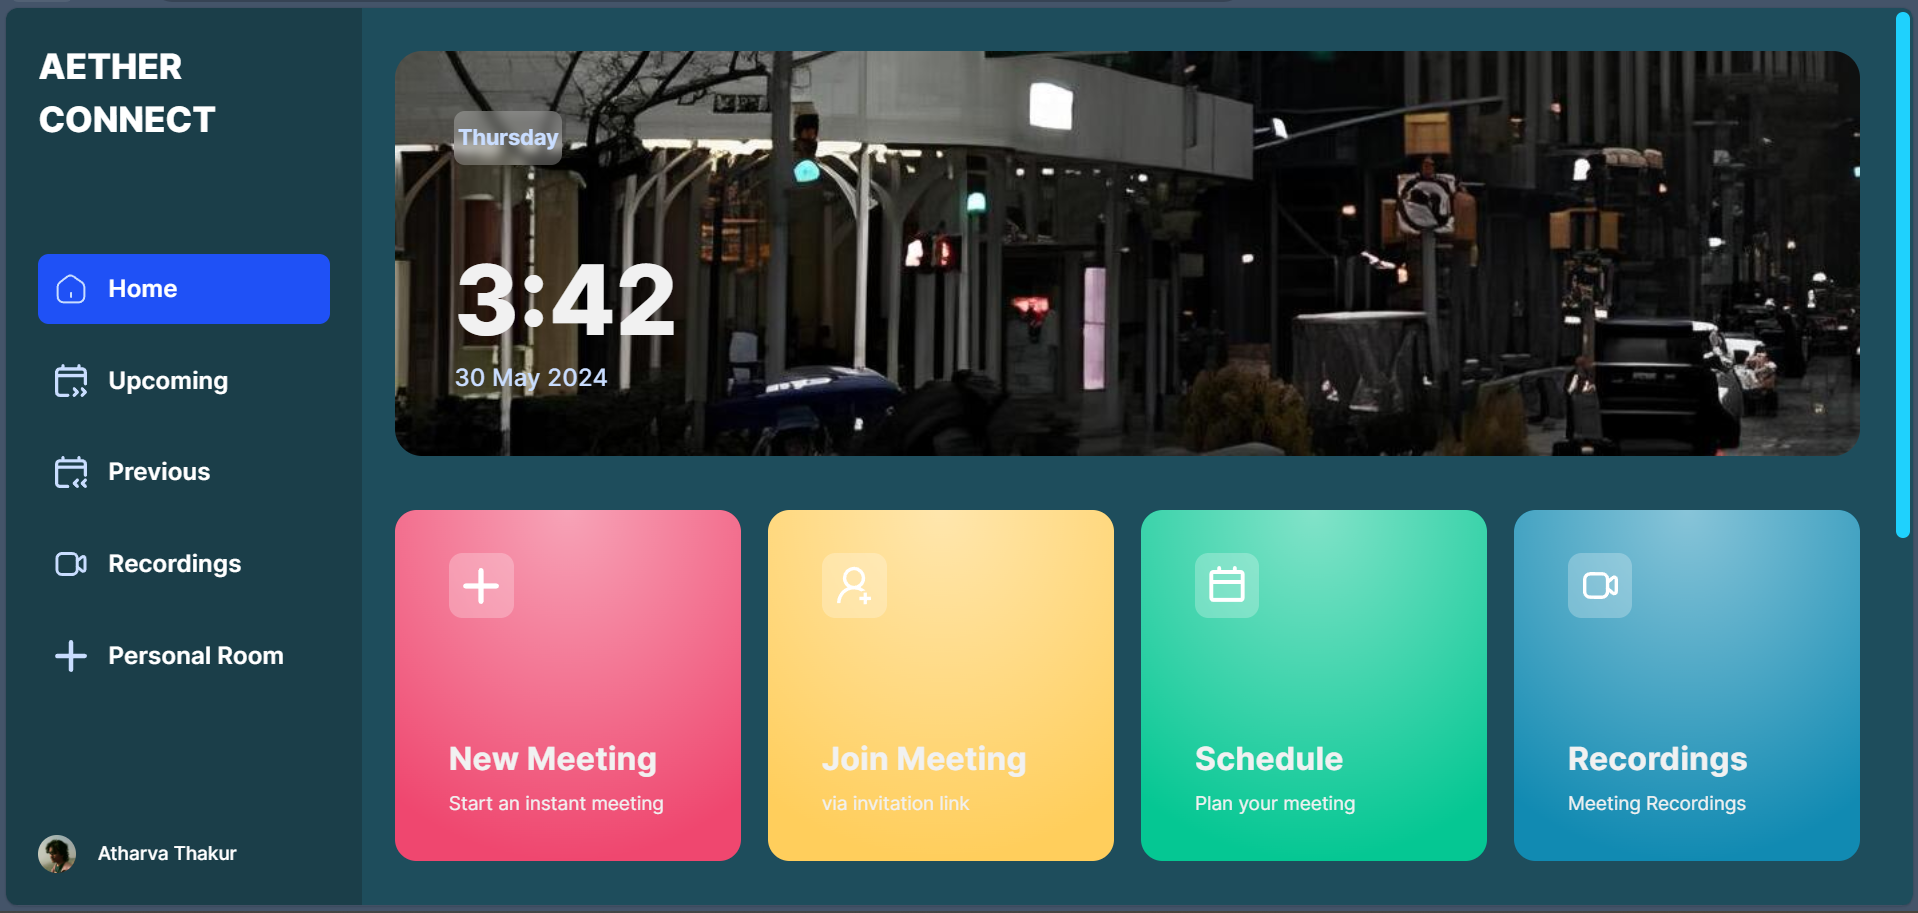 AETHER
CONNECT
Home
Upcoming
Previous
Recordings
Personal Room
Atharva Thakur
Thursday
3:42
30 May 2024
New Meeting
Start an instant meeting
Join Meeting
via invitation link
Schedule
Plan your meeting
Recordings
Meeting Recordings